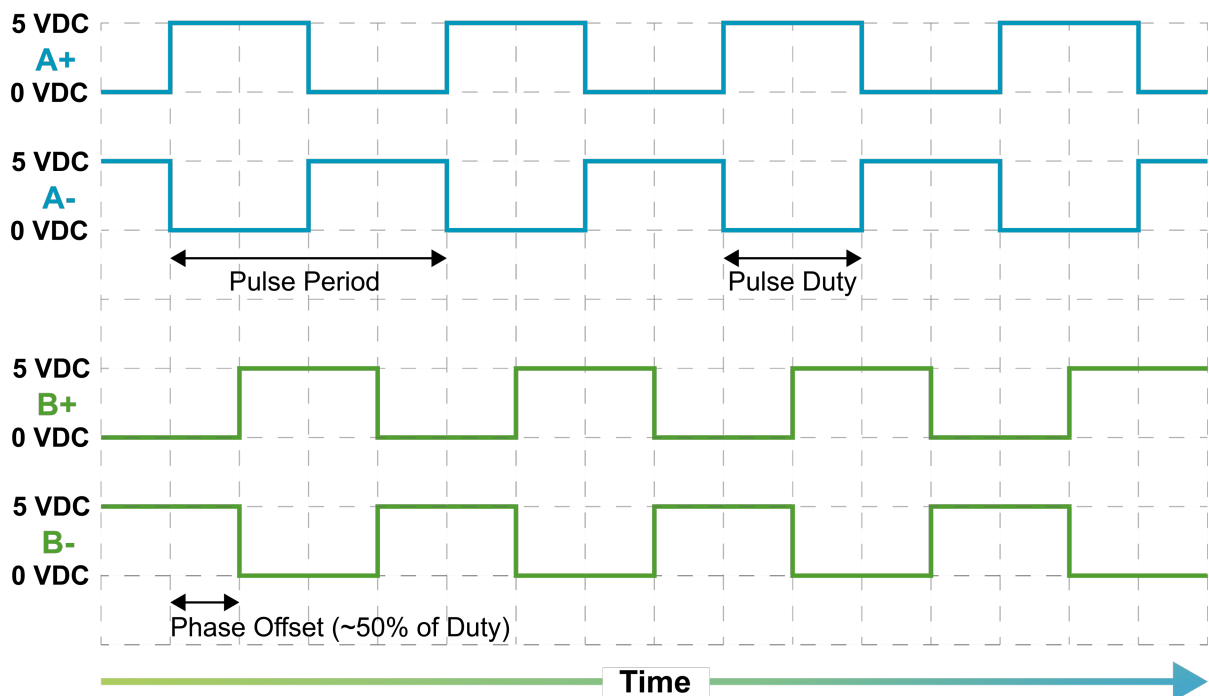 5 VDC
A+
0 VDC
5 VDC
A-
0 VDC
Pulse Period
Pulse Duty
5 VDC
B+
0 VDC
5 VDC
B-
0 VDC
Phase Offset (~50% of Duty)
Time